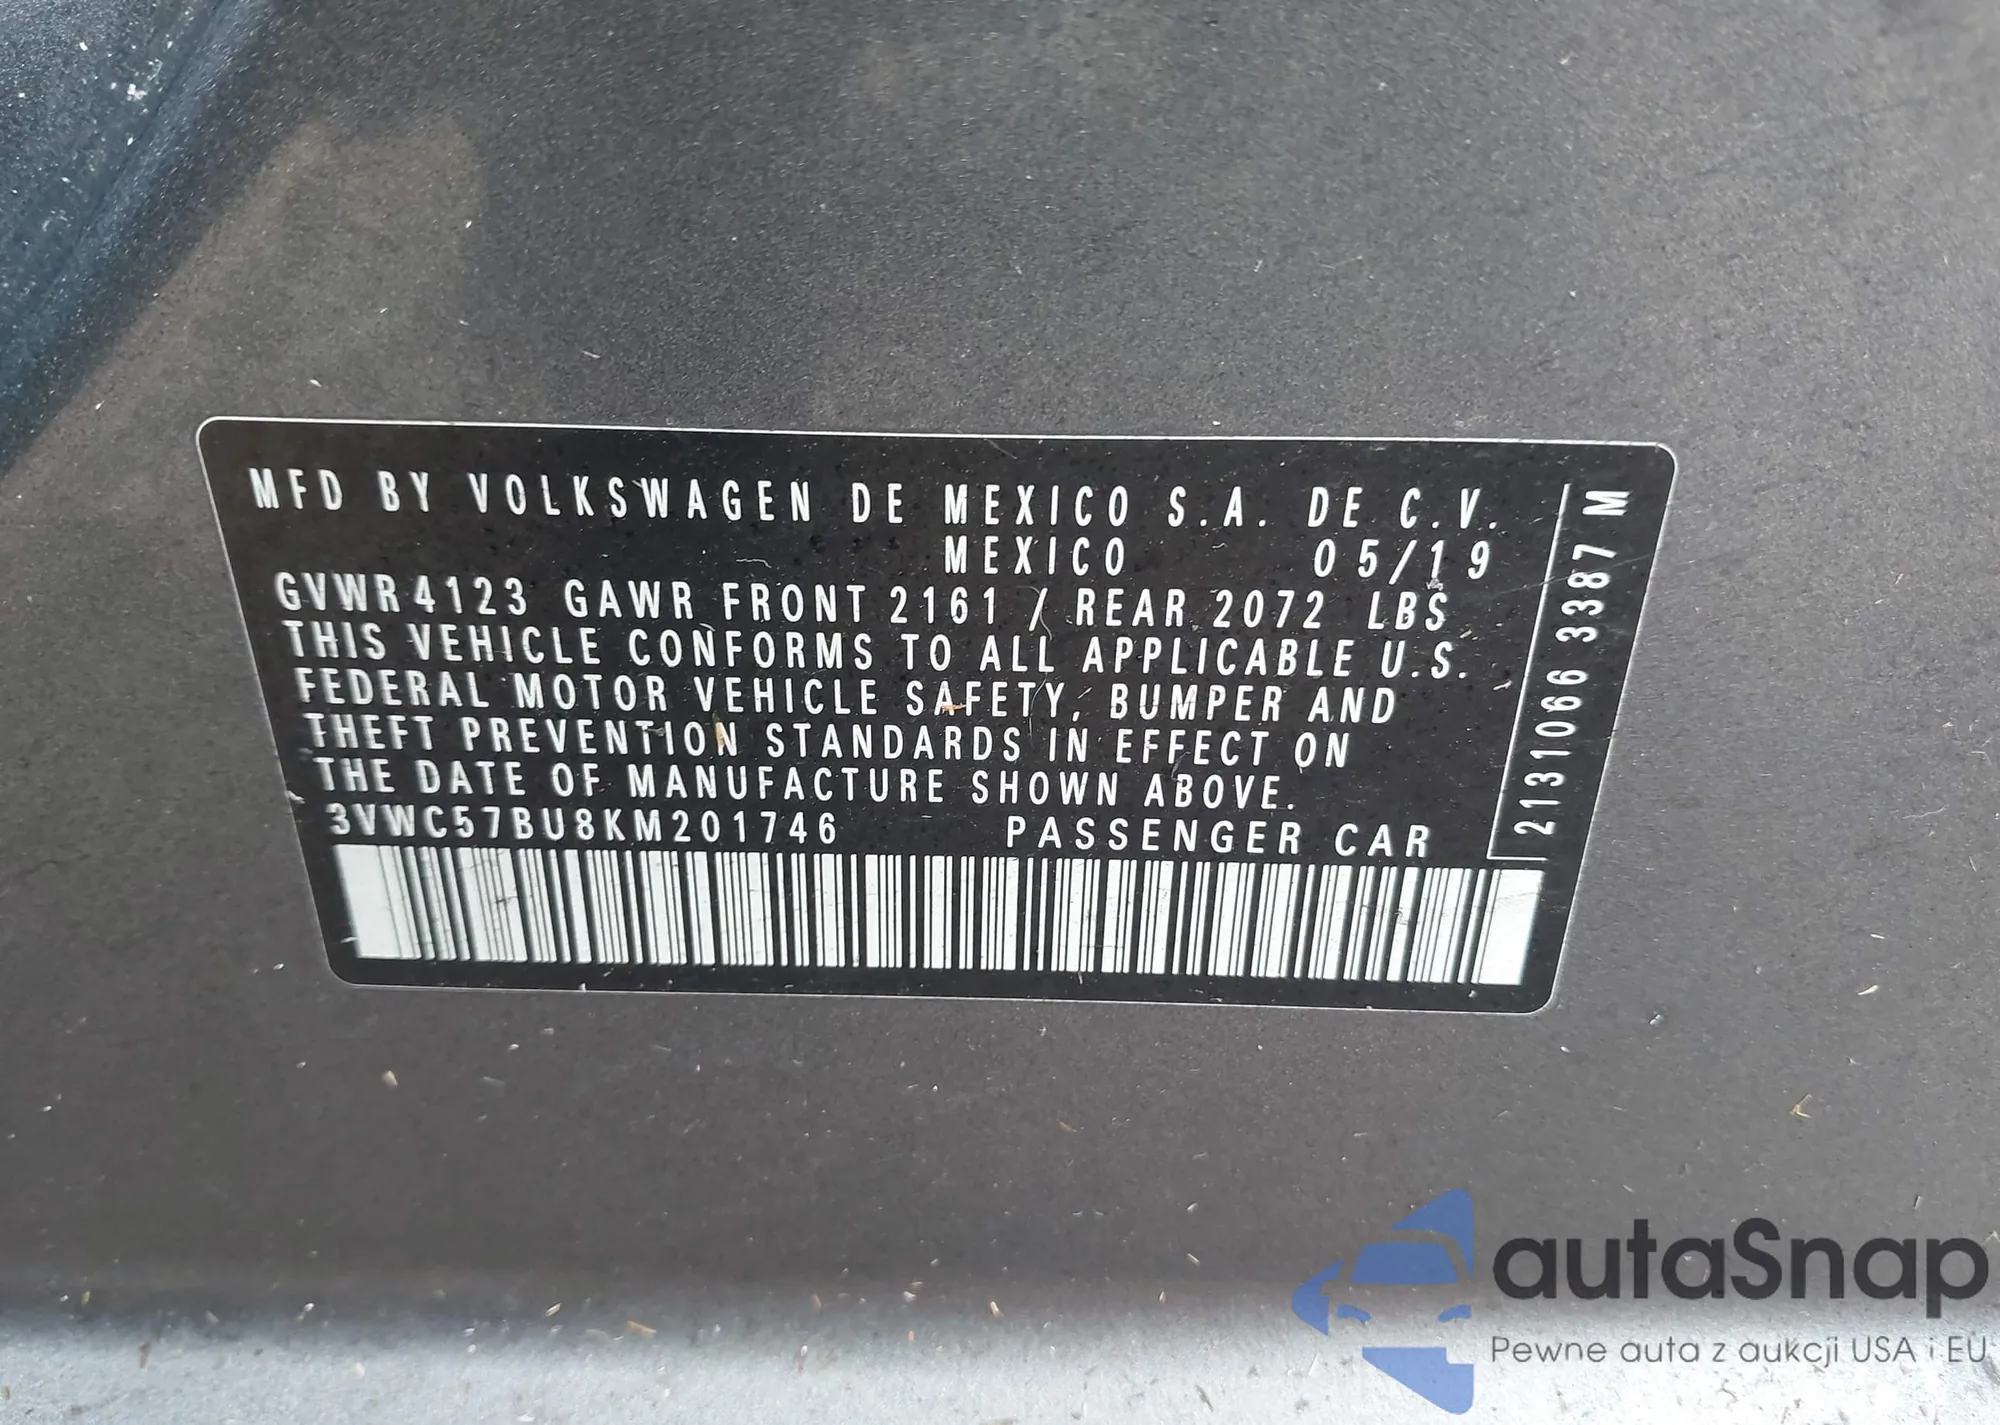 MFD BY VOLKSWAGEN DE MEXICO S.A. DE C.V.
MEXICO 05/19
GVWR 4123 GAWR FRONT 2161 / REAR 2072 LBS
THIS VEHICLE CONFORMS TO ALL APPLICABLE U.S.
FEDERAL MOTOR VEHICLE SAFETY, BUMPER AND
THEFT PREVENTION STANDARDS IN EFFECT ON
THE DATE OF MANUFACTURE SHOWN ABOVE.
3VWC57BU8KM201746 PASSENGER CAR
2131066 3387 M
autaSnap
Pewne auta z aukcji USA i EU